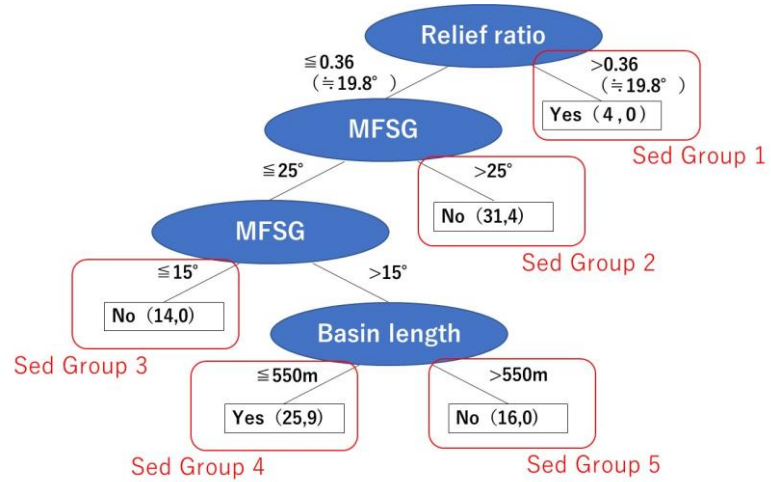 Relief ratio
≦0.36
(≒19.8°)
>0.36
(≒19.8°)
Yes (4,0)
Sed Group 1
MFSG
≦25°
>25°
No (31,4)
Sed Group 2
MFSG
≦15°
>15°
No (14,0)
Sed Group 3
Basin length
≦550m
>550m
Yes (25,9)
No (16,0)
Sed Group 4
Sed Group 5